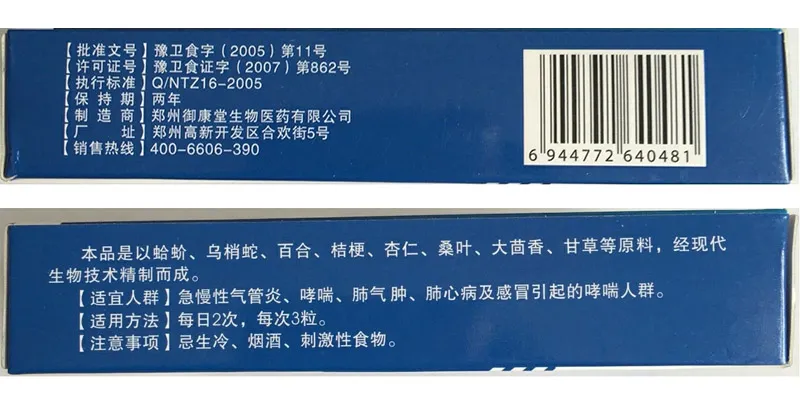 【批准文号】豫卫食字（2005）第11号
【许可证号】豫卫食证字（2007）第862号
【执行标准】Q/NTZ16-2005
【保 持 期】两年
【制 造 商】郑州御康堂生物医药有限公司
【厂 址】郑州高新开发区合欢街5号
【销售热线】400-6606-390
6 944772 640481
本品是以蛤蚧、乌梢蛇、百合、桔梗、杏仁、桑叶、大茴香、甘草等原料，经现代
生物技术精制而成。
【适宜人群】急慢性气管炎、哮喘、肺气肿、肺心病及感冒引起的哮喘人群。
【适用方法】每日2次，每次3粒。
【注意事项】忌生冷、烟酒、刺激性食物。